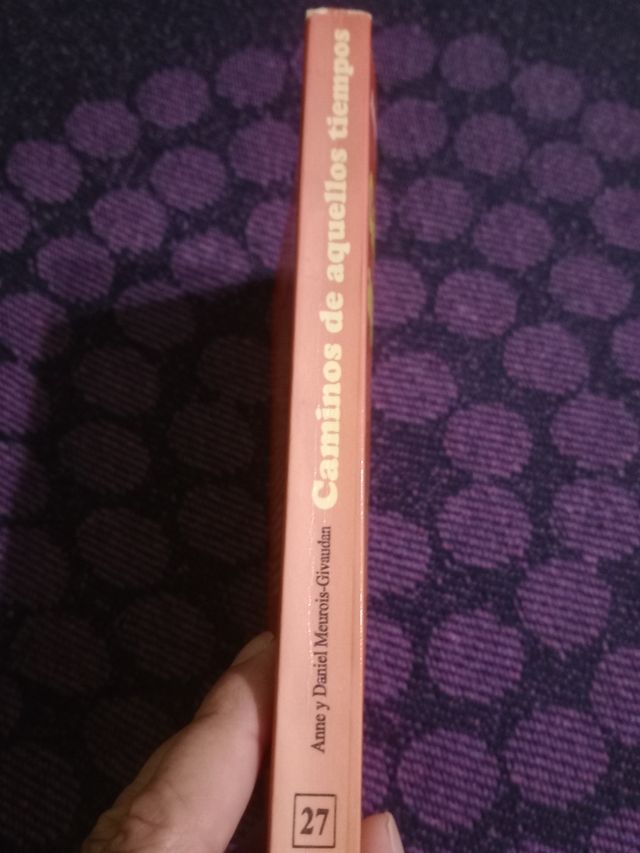 Anne y Daniel Meurois-Givaudan
Caminos de aquellos tiempos
27